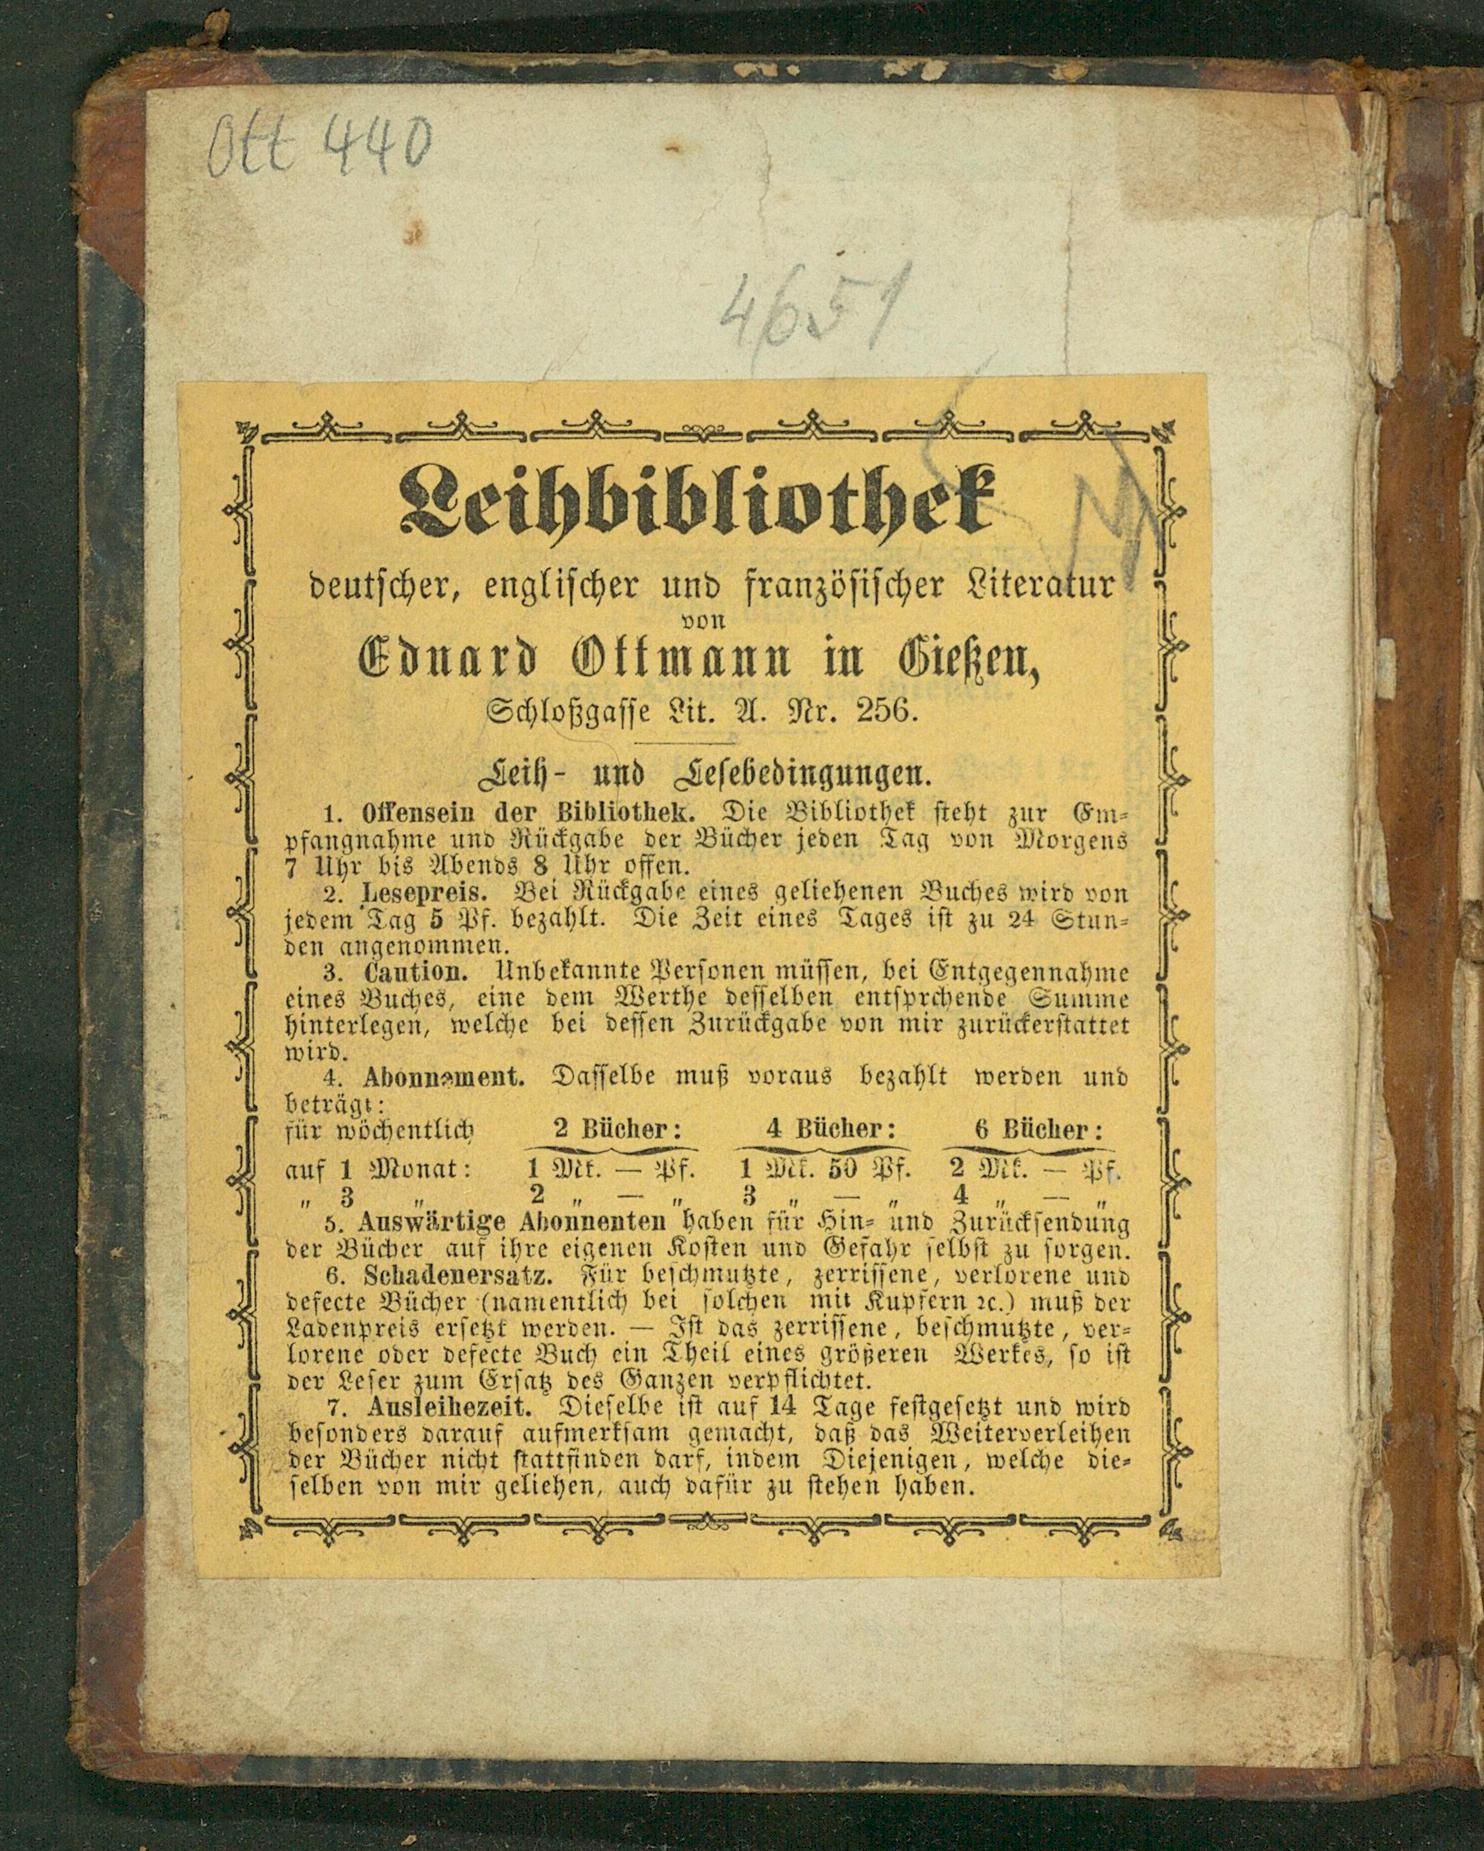 Ott 440
4651
Leihbibliothek
deutscher, englischer und französischer Literatur
von
Eduard Ottmann in Gießen,
Schloßgasse Lit. A. Nr. 256.
Leih- und Lesebedingungen.
1. Offensein der Bibliothek. Die Bibliothek steht zur Em-
pfangnahme und Rückgabe der Bücher jeden Tag von Morgens
7 Uhr bis Abends 8 Uhr offen.
2. Lesepreis. Bei Rückgabe eines geliehenen Buches wird von
jedem Tag 5 Pf. bezahlt. Die Zeit eines Tages ist zu 24 Stun-
den angenommen.
3. Caution. Unbekannte Personen müssen, bei Entgegennahme
eines Buches, eine dem Werthe desselben entsprchende Summe
hinterlegen, welche bei dessen Zurückgabe von mir zurückerstattet
wird.
4. Abonnement. Dasselbe muß voraus bezahlt werden und
beträgt:
für wöchentlich 2 Bücher: 4 Bücher: 6 Bücher:
auf 1 Monat: 1 Mk. — Pf. 1 Mk. 50 Pf. 2 Mk. — Pf.
„ 3 „ 2 „ — „ 3 „ — „ 4 „ — „
5. Auswärtige Abonnenten haben für Hin- und Zurücksendung
der Bücher auf ihre eigenen Kosten und Gefahr selbst zu sorgen.
6. Schadenersatz. Für beschmutzte, zerrissene, verlorene und
defecte Bücher (namentlich bei solchen mit Kupfern ꝛc.) muß der
Ladenpreis ersetzt werden. — Ist das zerrissene, beschmutzte, ver-
lorene oder defecte Buch ein Theil eines größeren Werkes, so ist
der Leser zum Ersatz des Ganzen verpflichtet.
7. Ausleihezeit. Dieselbe ist auf 14 Tage festgesetzt und wird
besonders darauf aufmerksam gemacht, daß das Weiterverleihen
der Bücher nicht stattfinden darf, indem Diejenigen, welche die-
selben von mir geliehen, auch dafür zu stehen haben.